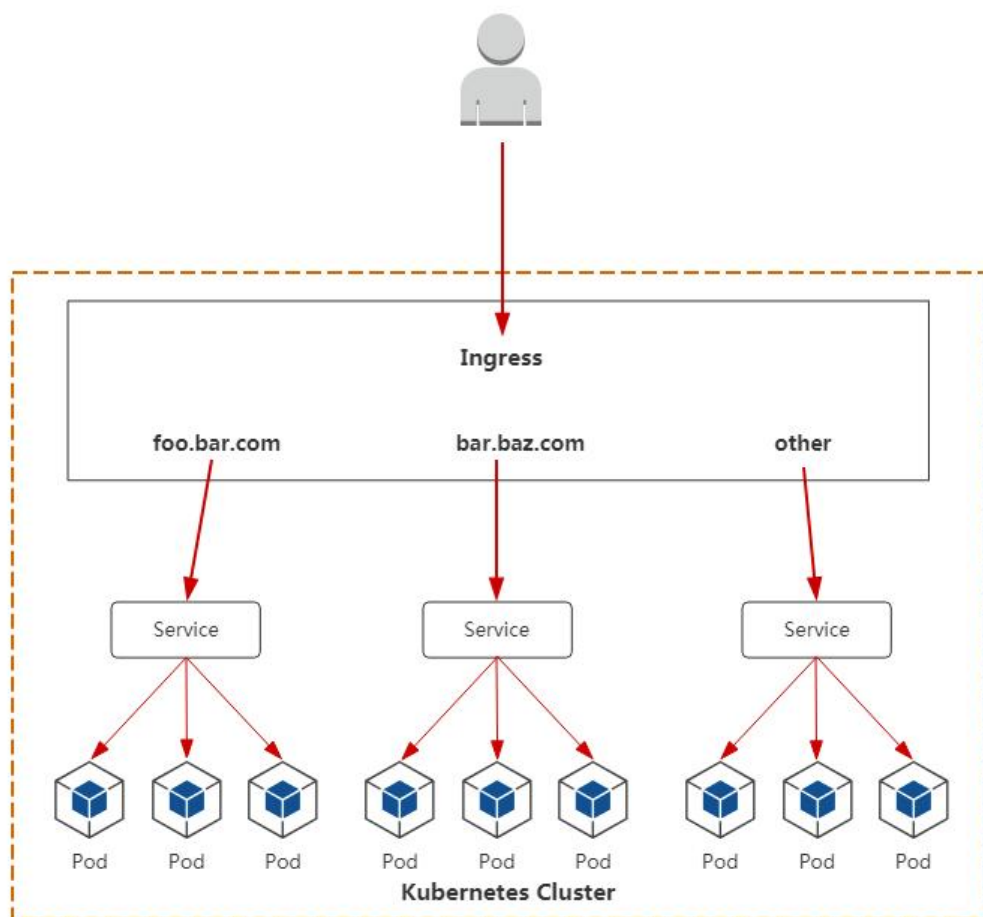 Ingress
foo.bar.com bar.baz.com other
Service Service Service
Pod Pod Pod Pod Pod Pod Pod Pod Pod
Kubernetes Cluster